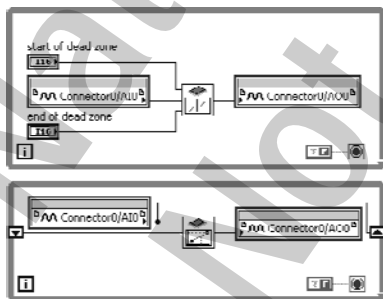 start of dead zone
I16
Connector0/AI0
Connector0/AO0
end of dead zone
I16
i
T F
Connector0/AI0
Connector0/AO0
i
T F